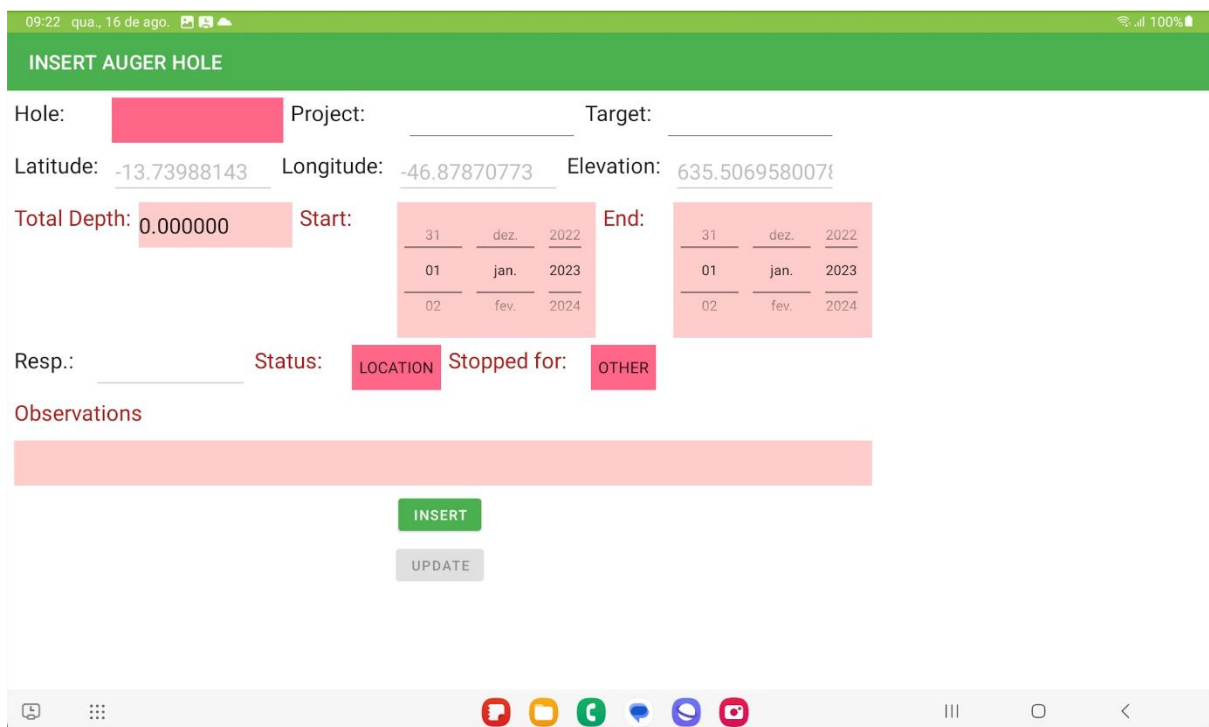 09:22 qua., 16 de ago. 100%
INSERT AUGER HOLE
Hole: Project: Target:
Latitude: -13.73988143 Longitude: -46.87870773 Elevation: 635.5069580078
Total Depth: 0.000000 Start: End:
31 dez. 2022 31 dez. 2022
01 jan. 2023 01 jan. 2023
02 fev. 2024 02 fev. 2024
Resp.: Status: LOCATION Stopped for: OTHER
Observations
INSERT
UPDATE